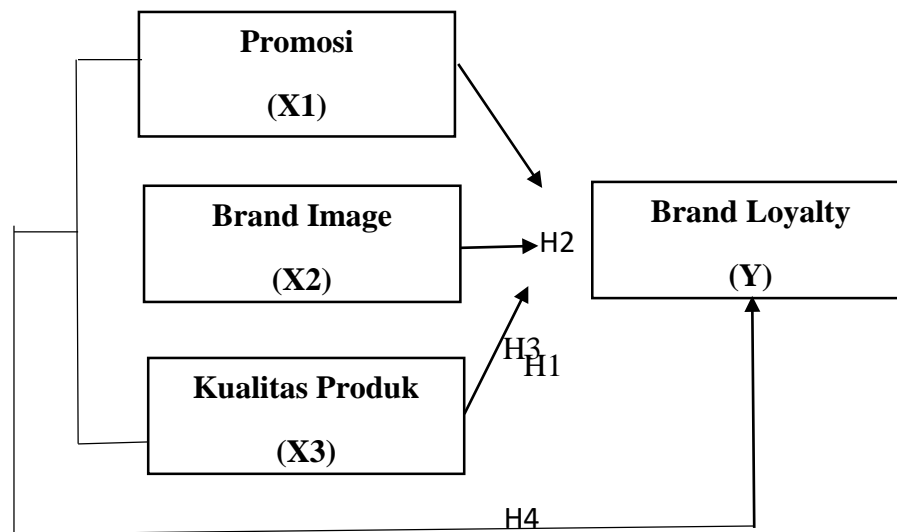 Promosi
(X1)
Brand Image
(X2)
H2
Brand Loyalty
(Y)
H3
H1
Kualitas Produk
(X3)
H4